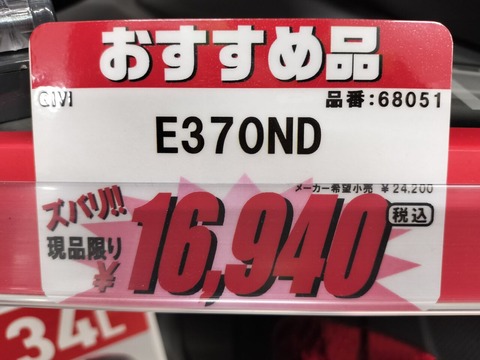 おすすめ品
GIVI
品番:68051
E370ND
メーカー希望小売 ¥24,200
ズバリ!!
現品限り
¥16,940
税込
34L